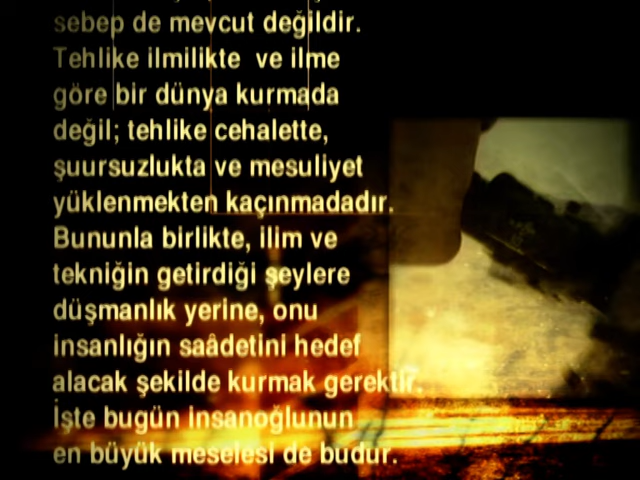 sebep de mevcut değildir.
Tehlike ilmilikte ve ilme
göre bir dünya kurmada
değil; tehlike cehalette,
şuursuzlukta ve mesuliyet
yüklenmekten kaçınmadadır.
Bununla birlikte, ilim ve
tekniğin getirdiği şeylere
düşmanlık yerine, onu
insanlığın saâdetini hedef
alacak şekilde kurmak gerektir.
İşte bugün insanoğlunun
en büyük meselesi de budur.